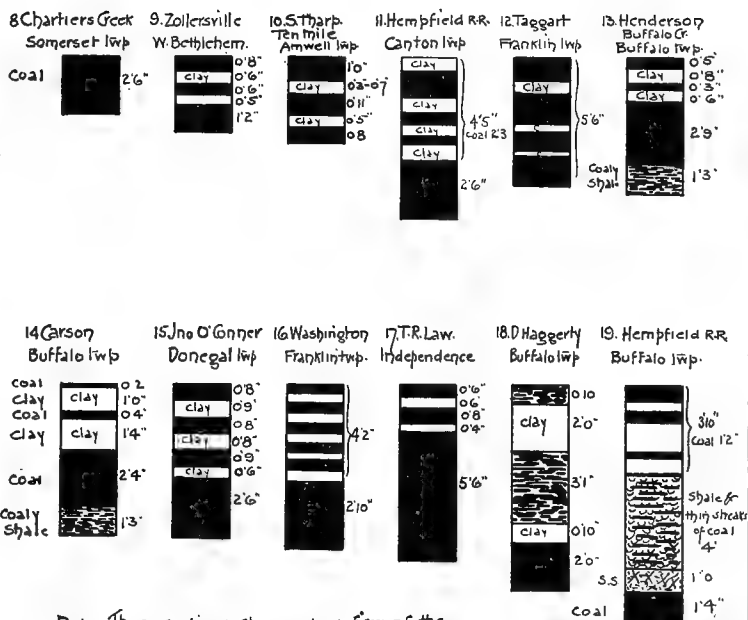 8 Chartiers Creek
Somerset Twp
Coal
2'6"
9. Zollersville
W. Bethlehem.
0'8"
clay 0'6"
0'6"
0'5"
1'2"
10. S. Tharp.
Ten Mile
Amwell Twp
1'0"
clay 0'2-0'7
0'11"
clay 0'5"
0 8
11. Hempfield R.R.
Canton Twp
clay
clay
clay
clay
4'5"
coal 2'3
2'6"
12. Taggart
Franklin Twp
clay
c
c
5'6"
13. Henderson
Buffalo Cr.
Buffalo Twp.
0'5"
clay 0'8"
0'3"
clay 0'6"
2'9"
Coaly
Shale 1'3"
14 Carson
Buffalo Twp
Coal 0 2
Clay clay 1'0"
Coal 0 4"
Clay clay 1'4"
Coal 2'4"
Coaly
Shale 1'3"
15. Jno O'Conner
Donegal Twp
0'8"
clay 0'9"
0 8"
clay 0'8"
0'9"
clay 0'6"
2'6"
16. Washington
Franklin twp.
4'2"
2'10"
17. T.R. Law.
Independence
0'6"
0 6
0'8"
0'4"
5'6"
18. D Haggerty
Buffalo Twp
0 10
clay 2'0"
3'1"
clay 0'10"
2'0"
19. Hempfield R.R.
Buffalo Twp.
3'10"
coal 1'2"
shale &
thin streaks
of coal
4'
S.S 1'0
Coal 1'4"